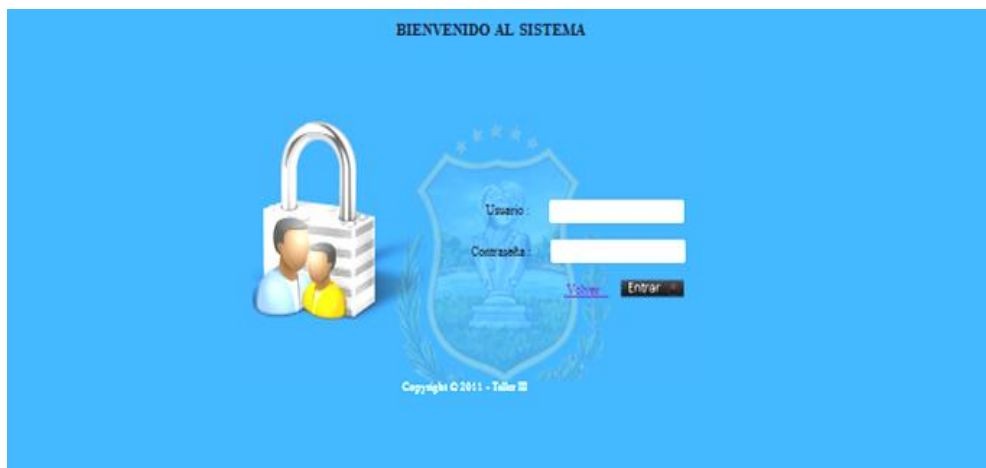 BIENVENIDO AL SISTEMA
Usuario :
Contraseña :
Volver Entrar
Copyright © 2011 - Taller III